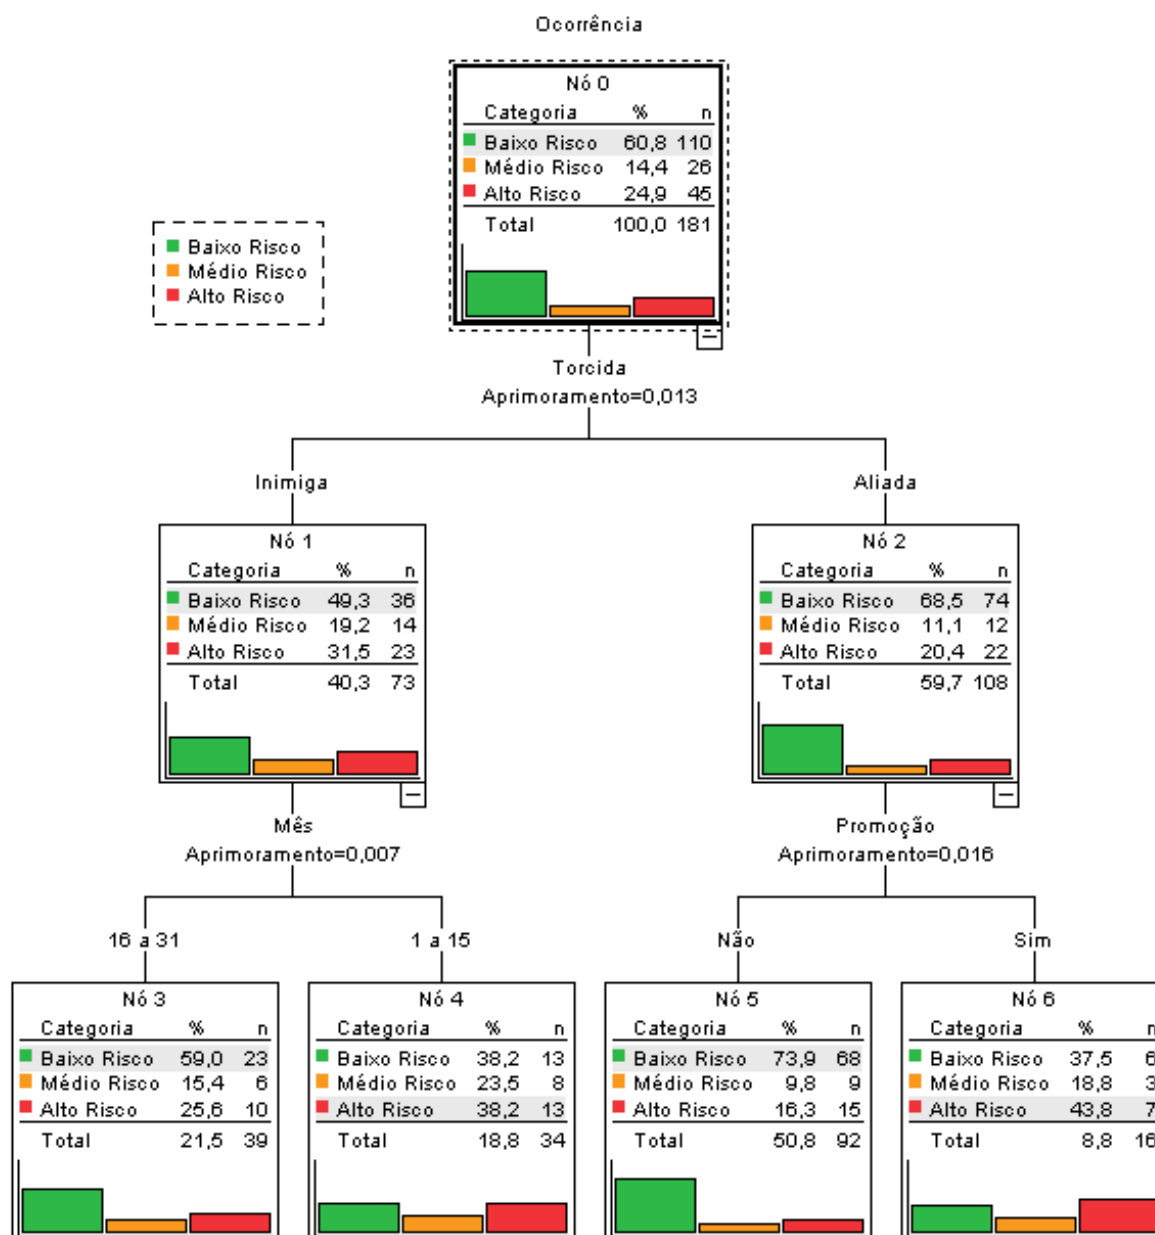 Ocorrência
Nó 0
Categoria % n
Baixo Risco 60,8 110
Médio Risco 14,4 26
Alto Risco 24,9 45
Total 100,0 181
Baixo Risco
Médio Risco
Alto Risco
Torcida
Aprimoramento=0,013
Inimiga
Aliada
Nó 1
Categoria % n
Baixo Risco 49,3 36
Médio Risco 19,2 14
Alto Risco 31,5 23
Total 40,3 73
Nó 2
Categoria % n
Baixo Risco 68,5 74
Médio Risco 11,1 12
Alto Risco 20,4 22
Total 59,7 108
Mês
Aprimoramento=0,007
Promoção
Aprimoramento=0,016
16 a 31
1 a 15
Não
Sim
Nó 3
Categoria % n
Baixo Risco 59,0 23
Médio Risco 15,4 6
Alto Risco 25,6 10
Total 21,5 39
Nó 4
Categoria % n
Baixo Risco 38,2 13
Médio Risco 23,5 8
Alto Risco 38,2 13
Total 18,8 34
Nó 5
Categoria % n
Baixo Risco 73,9 68
Médio Risco 9,8 9
Alto Risco 16,3 15
Total 50,8 92
Nó 6
Categoria % n
Baixo Risco 37,5 6
Médio Risco 18,8 3
Alto Risco 43,8 7
Total 8,8 16